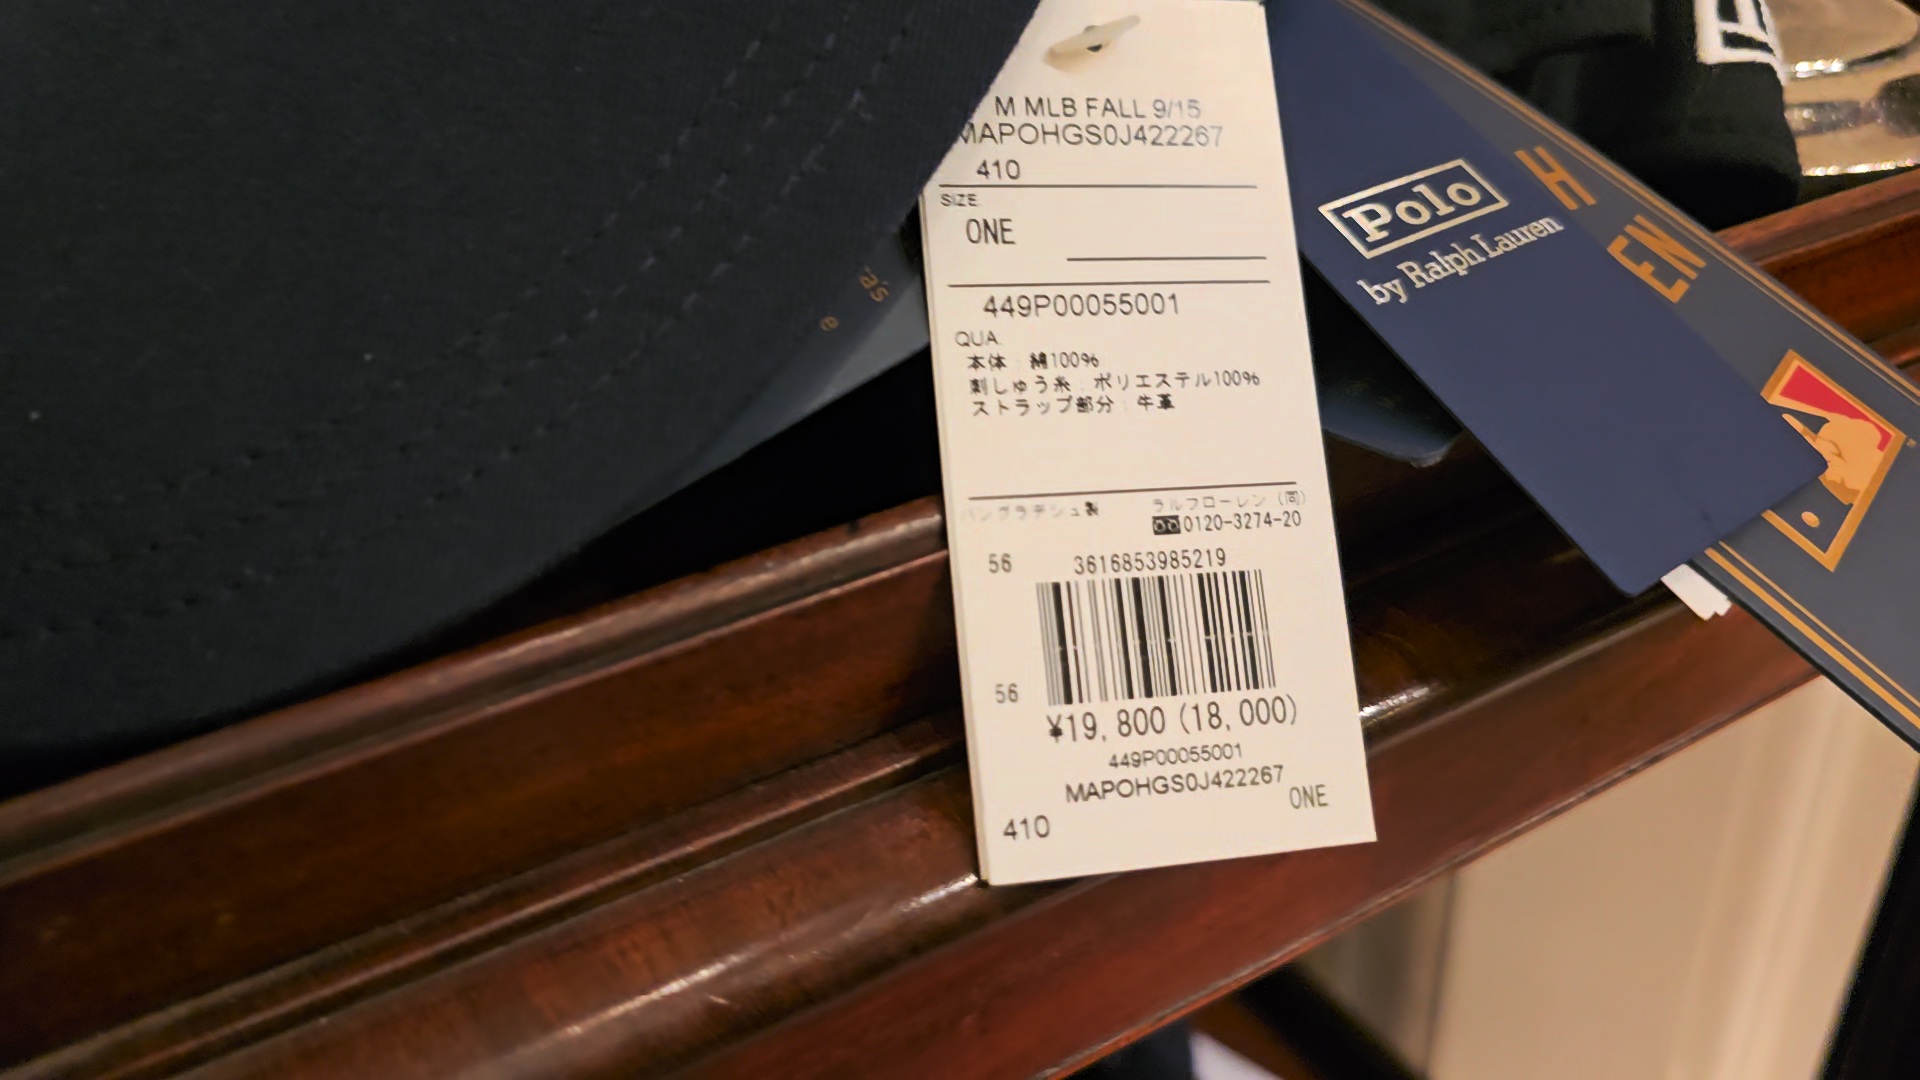 M MLB FALL 9/15
MAPOHGS0J422267
410
SIZE
ONE
449P00055001
QUA.
本体 : 綿100%
刺しゅう糸 : ポリエステル100%
ストラップ部分 : 牛革
バングラデシュ製
ラルフローレン (同)
0120-3274-20
56
3616853985219
56
¥19,800 (18,000)
449P00055001
MAPOHGS0J422267
ONE
410
Polo
by Ralph Lauren
H
EN